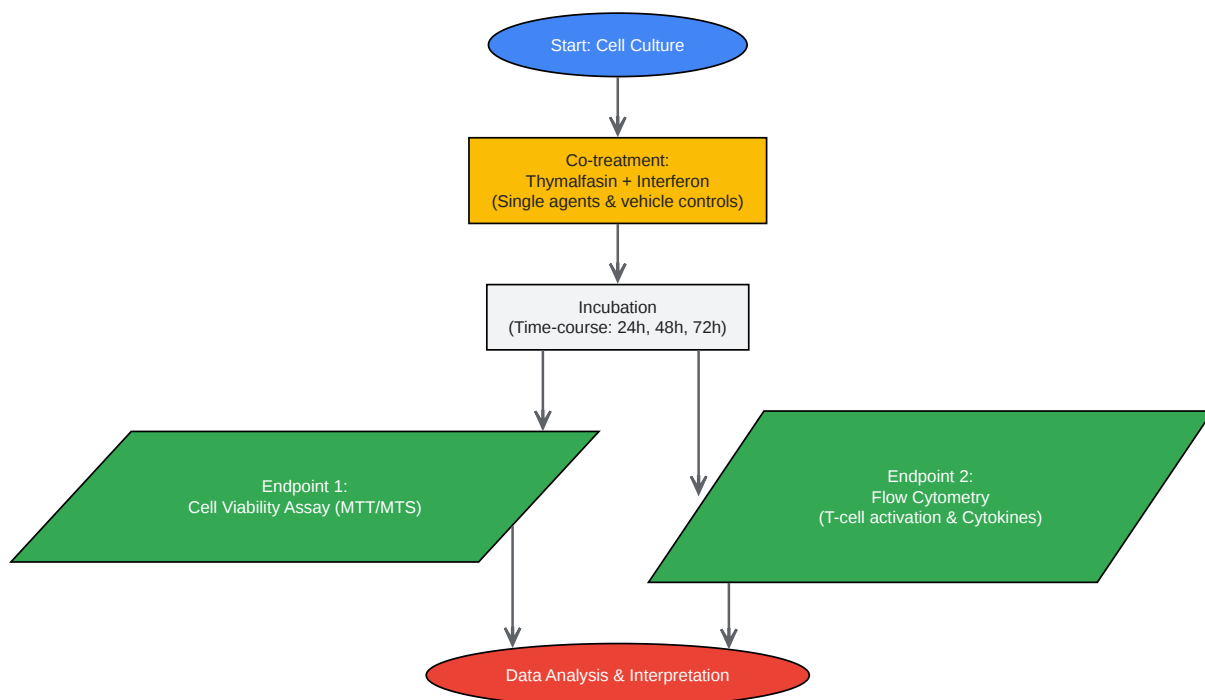 Start: Cell Culture
Co-treatment:
Thymalfasin + Interferon
(Single agents & vehicle controls)
Incubation
(Time-course: 24h, 48h, 72h)
Endpoint 1:
Cell Viability Assay (MTT/MTS)
Endpoint 2:
Flow Cytometry
(T-cell activation & Cytokines)
Data Analysis & Interpretation